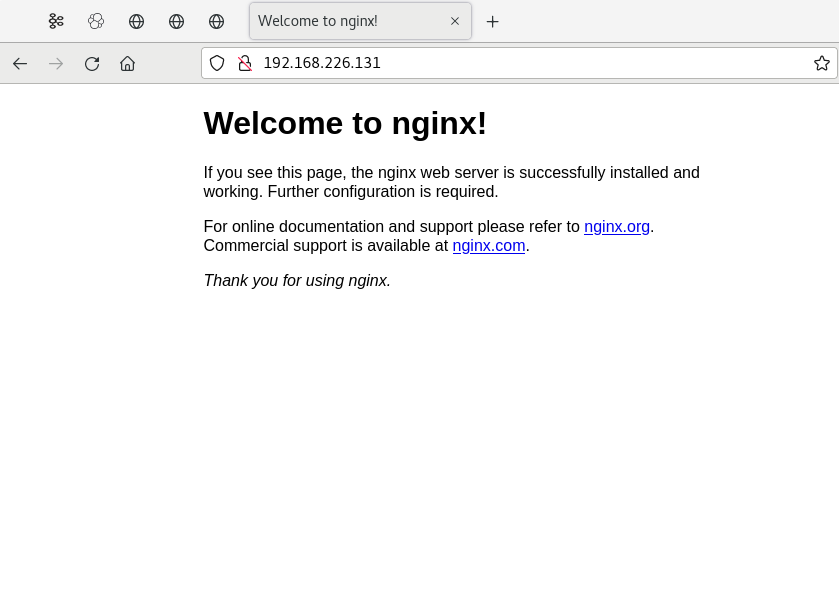 Welcome to nginx!
192.168.226.131
Welcome to nginx!
If you see this page, the nginx web server is successfully installed and
working. Further configuration is required.
For online documentation and support please refer to nginx.org.
Commercial support is available at nginx.com.
Thank you for using nginx.